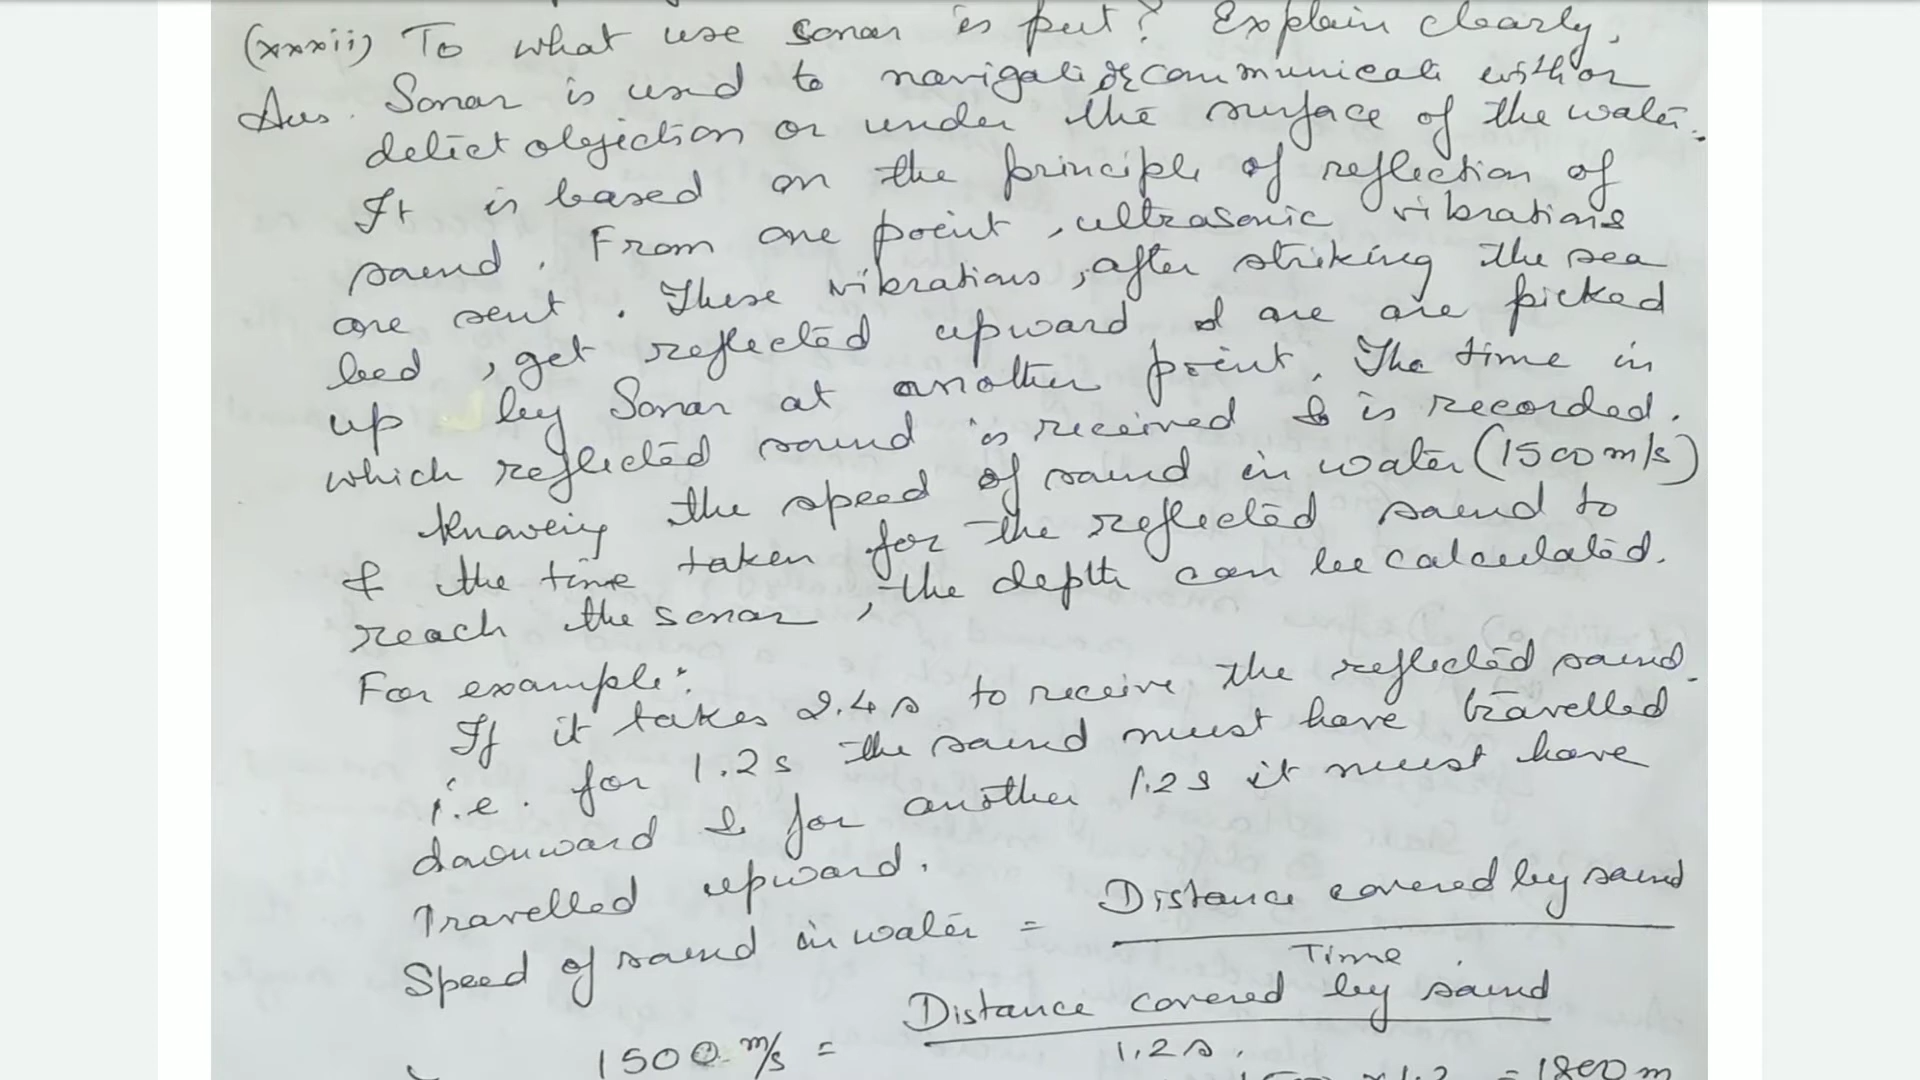 (xxxii) To what use sonar is put? Explain clearly.
Ans. Sonar is used to navigate & communicate with or
detect objection or under the surface of the water.
It is based on the principle of reflection of
sound. From one point, ultrasonic vibrations
are sent. These vibrations, after striking the sea
bed, get reflected upward & are are picked
up by Sonar at another point. The time in
which reflected sound is received & is recorded.
Knowing the speed of sound in water (1500 m/s)
& the time taken for the reflected sound to
reach the sonar, the depth can be calculated.
For example:
If it takes 2.4 s to receive the reflected sound.
i.e. for 1.2 s the sound must have travelled
downward & for another 1.2 s it must have
travelled upward.
Speed of sound in water = Distance covered by sound
Time
1500 m/s = Distance covered by sound
1.2 s.
x 1.2 = 1800 m